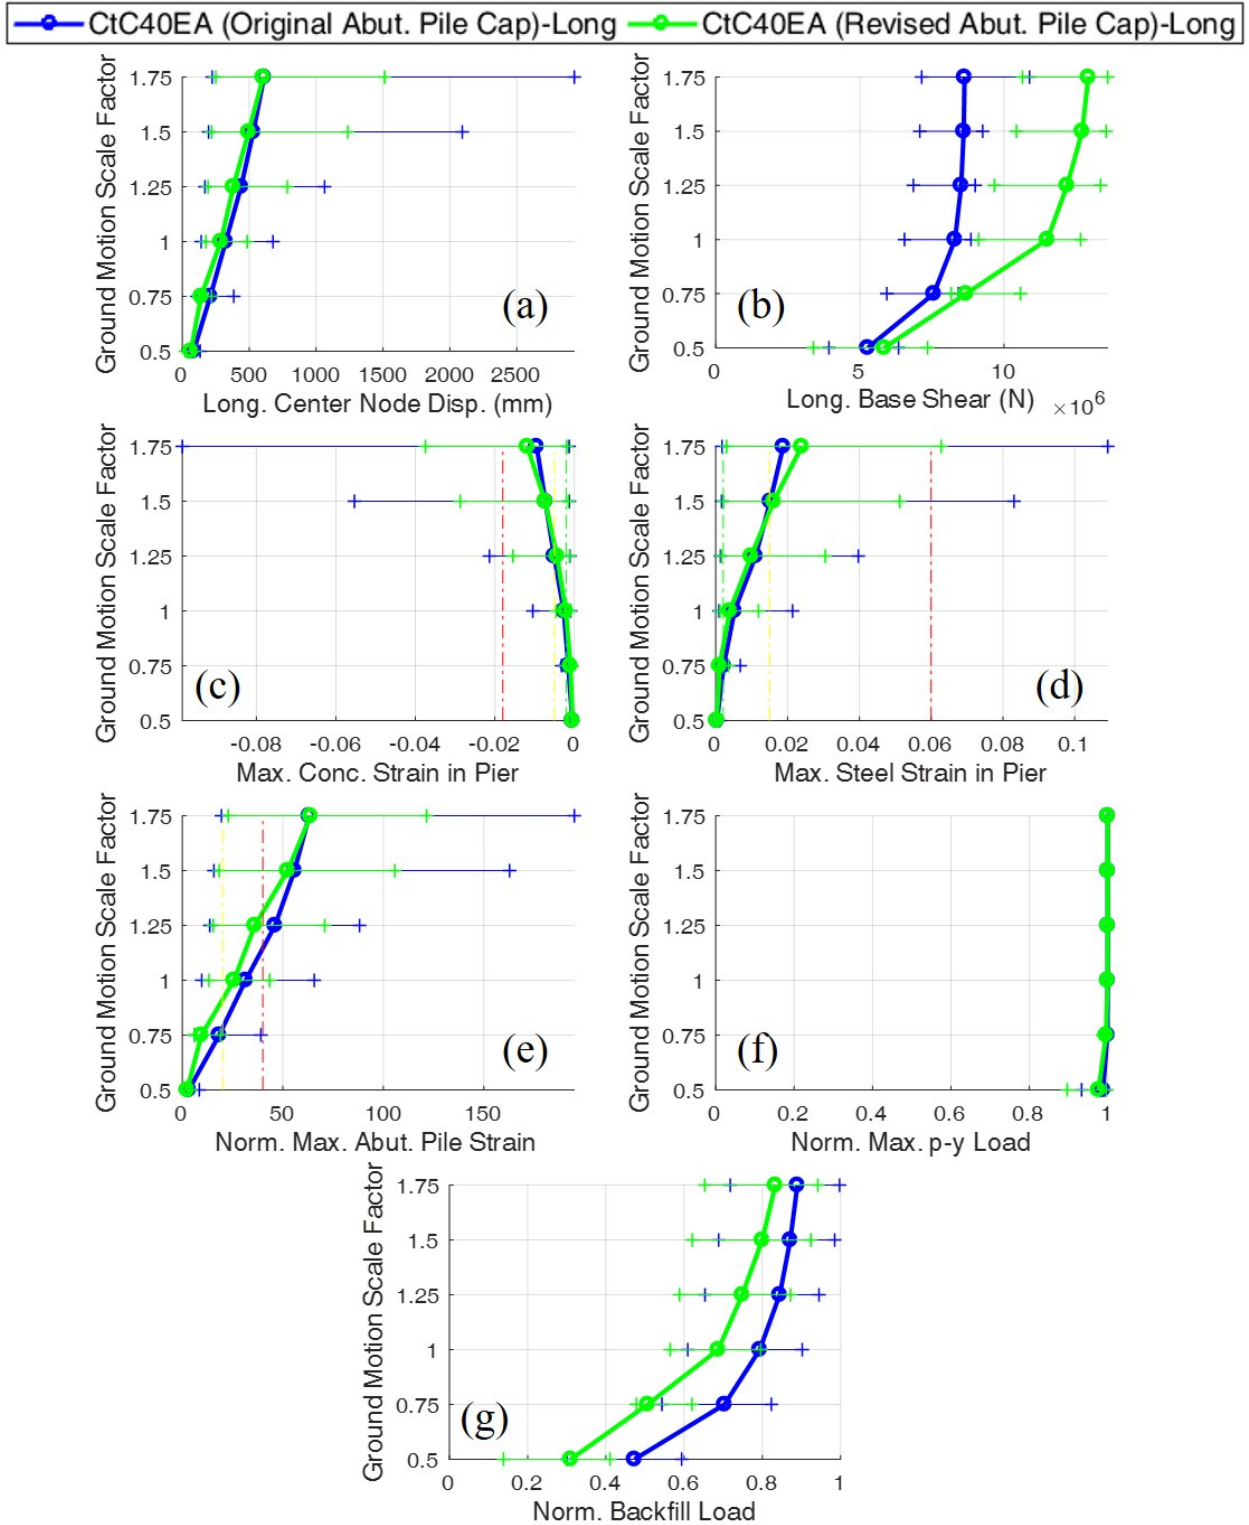 CtC40EA (Original Abut. Pile Cap)-Long CtC40EA (Revised Abut. Pile Cap)-Long
Ground Motion Scale Factor
1.75
1.5
1.25
1
0.75
0.5
0 500 1000 1500 2000 2500
Long. Center Node Disp. (mm)
(a)
Ground Motion Scale Factor
1.75
1.5
1.25
1
0.75
0.5
0 5 10
Long. Base Shear (N) ×10^6
(b)
Ground Motion Scale Factor
1.75
1.5
1.25
1
0.75
0.5
-0.08 -0.06 -0.04 -0.02 0
Max. Conc. Strain in Pier
(c)
Ground Motion Scale Factor
1.75
1.5
1.25
1
0.75
0.5
0 0.02 0.04 0.06 0.08 0.1
Max. Steel Strain in Pier
(d)
Ground Motion Scale Factor
1.75
1.5
1.25
1
0.75
0.5
0 50 100 150
Norm. Max. Abut. Pile Strain
(e)
Ground Motion Scale Factor
1.75
1.5
1.25
1
0.75
0.5
0 0.2 0.4 0.6 0.8 1
Norm. Max. p-y Load
(f)
Ground Motion Scale Factor
1.75
1.5
1.25
1
0.75
0.5
0 0.2 0.4 0.6 0.8 1
Norm. Backfill Load
(g)